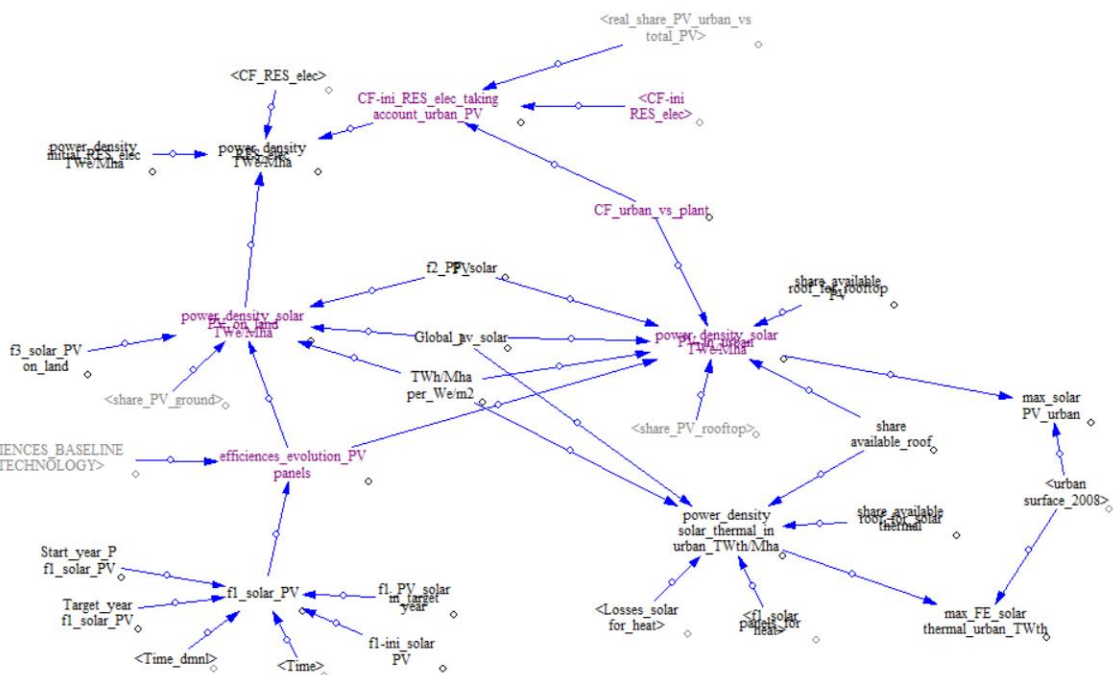 <real_share_PV_urban_vs
total_PV>
<CF_RES_elec>
CF-ini_RES_elec_taking
account_urban_PV
<CF-ini
RES_elec>
power_density
initial_RES_elec
TWe/Mha
power_density
RES_elec
TWe/Mha
CF_urban_vs_plant
f2_PV_solar
share_available
roof_for_rooftop
PV
power_density_solar
PV_on_land
TWe/Mha
power_density_solar
PV_in_urban
TWe/Mha
Global_av_solar
f3_solar_PV
on_land
TWh/Mha
per_We/m2
<share_PV_ground>
max_solar
PV_urban
<share_PV_rooftop>
share
available_roof
IENCES_BASELINE
TECHNOLOGY>
efficiences_evolution_PV
panels
<urban
surface_2008>
power_density
solar_thermal_in
urban_TWth/Mha
share_available
roof_for_solar
thermal
Start_year_P
f1_solar_PV
f1_solar_PV
f1_PV_solar
in_target
year
Target_year
f1_solar_PV
<Losses_solar
for_heat>
<f1_solar
panels_for
heat>
max_FE_solar
thermal_urban_TWth
f1-ini_solar
PV
<Time_dmnl>
<Time>